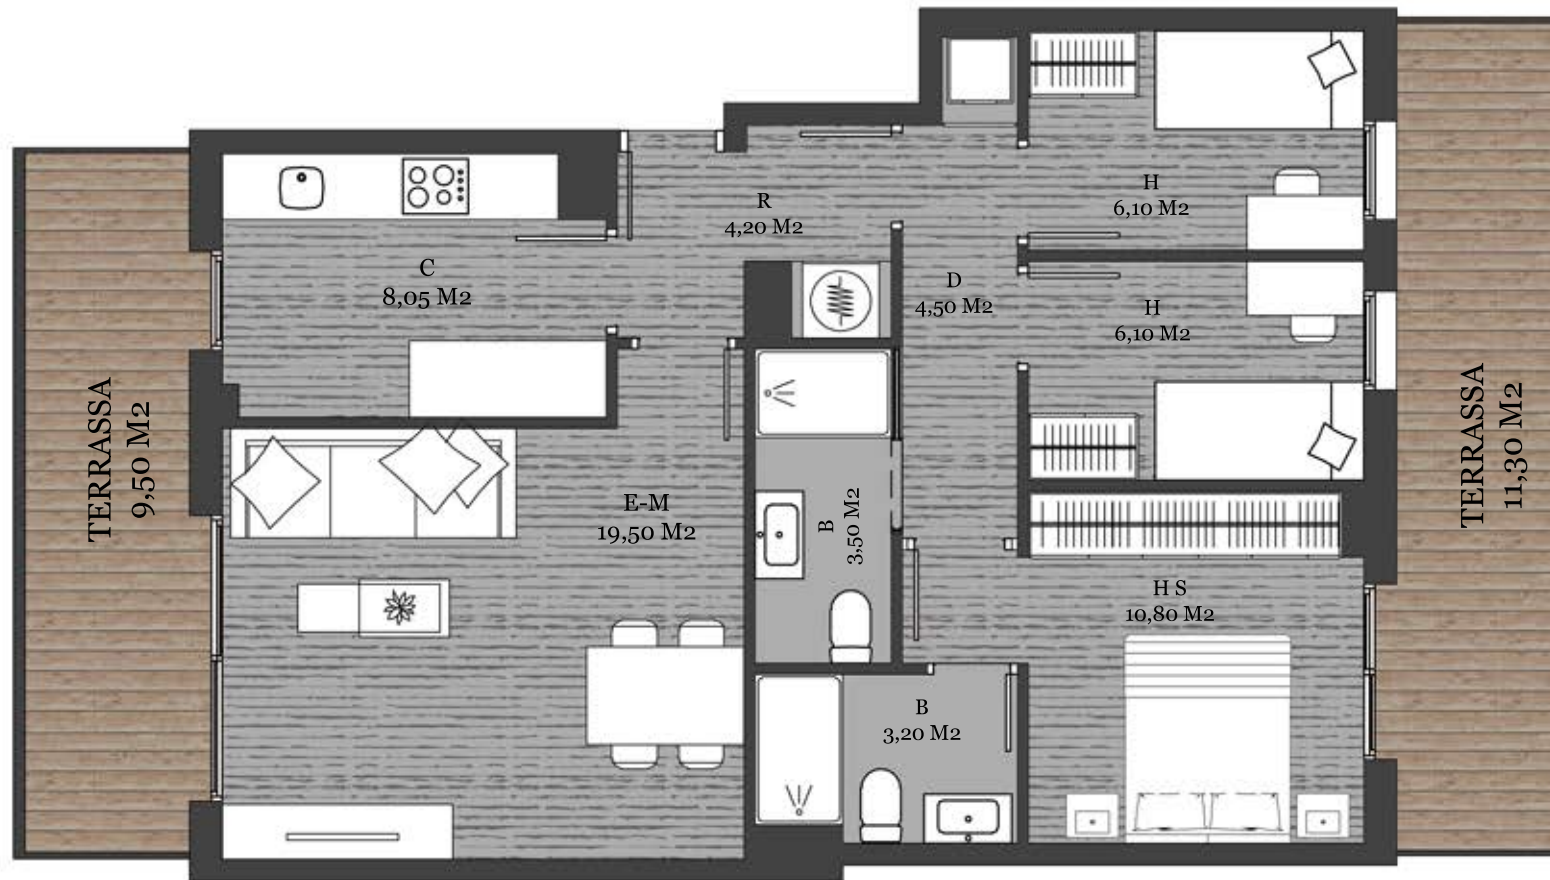 TERRASSA
9,50 M2
C
8,05 M2
R
4,20 M2
H
6,10 M2
D
4,50 M2
H
6,10 M2
E-M
19,50 M2
B
3,50 M2
H S
10,80 M2
B
3,20 M2
TERRASSA
11,30 M2